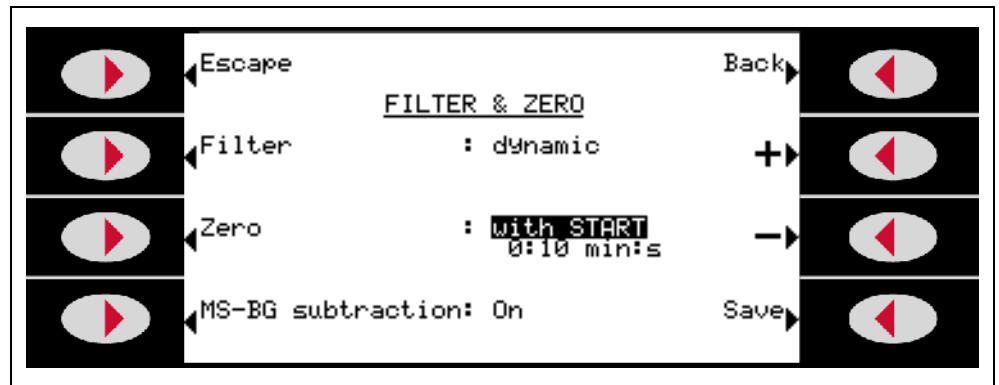 Escape Back
FILTER & ZERO
Filter : dynamic +
Zero : with START −
0:10 min:s
MS-BG subtraction: On Save